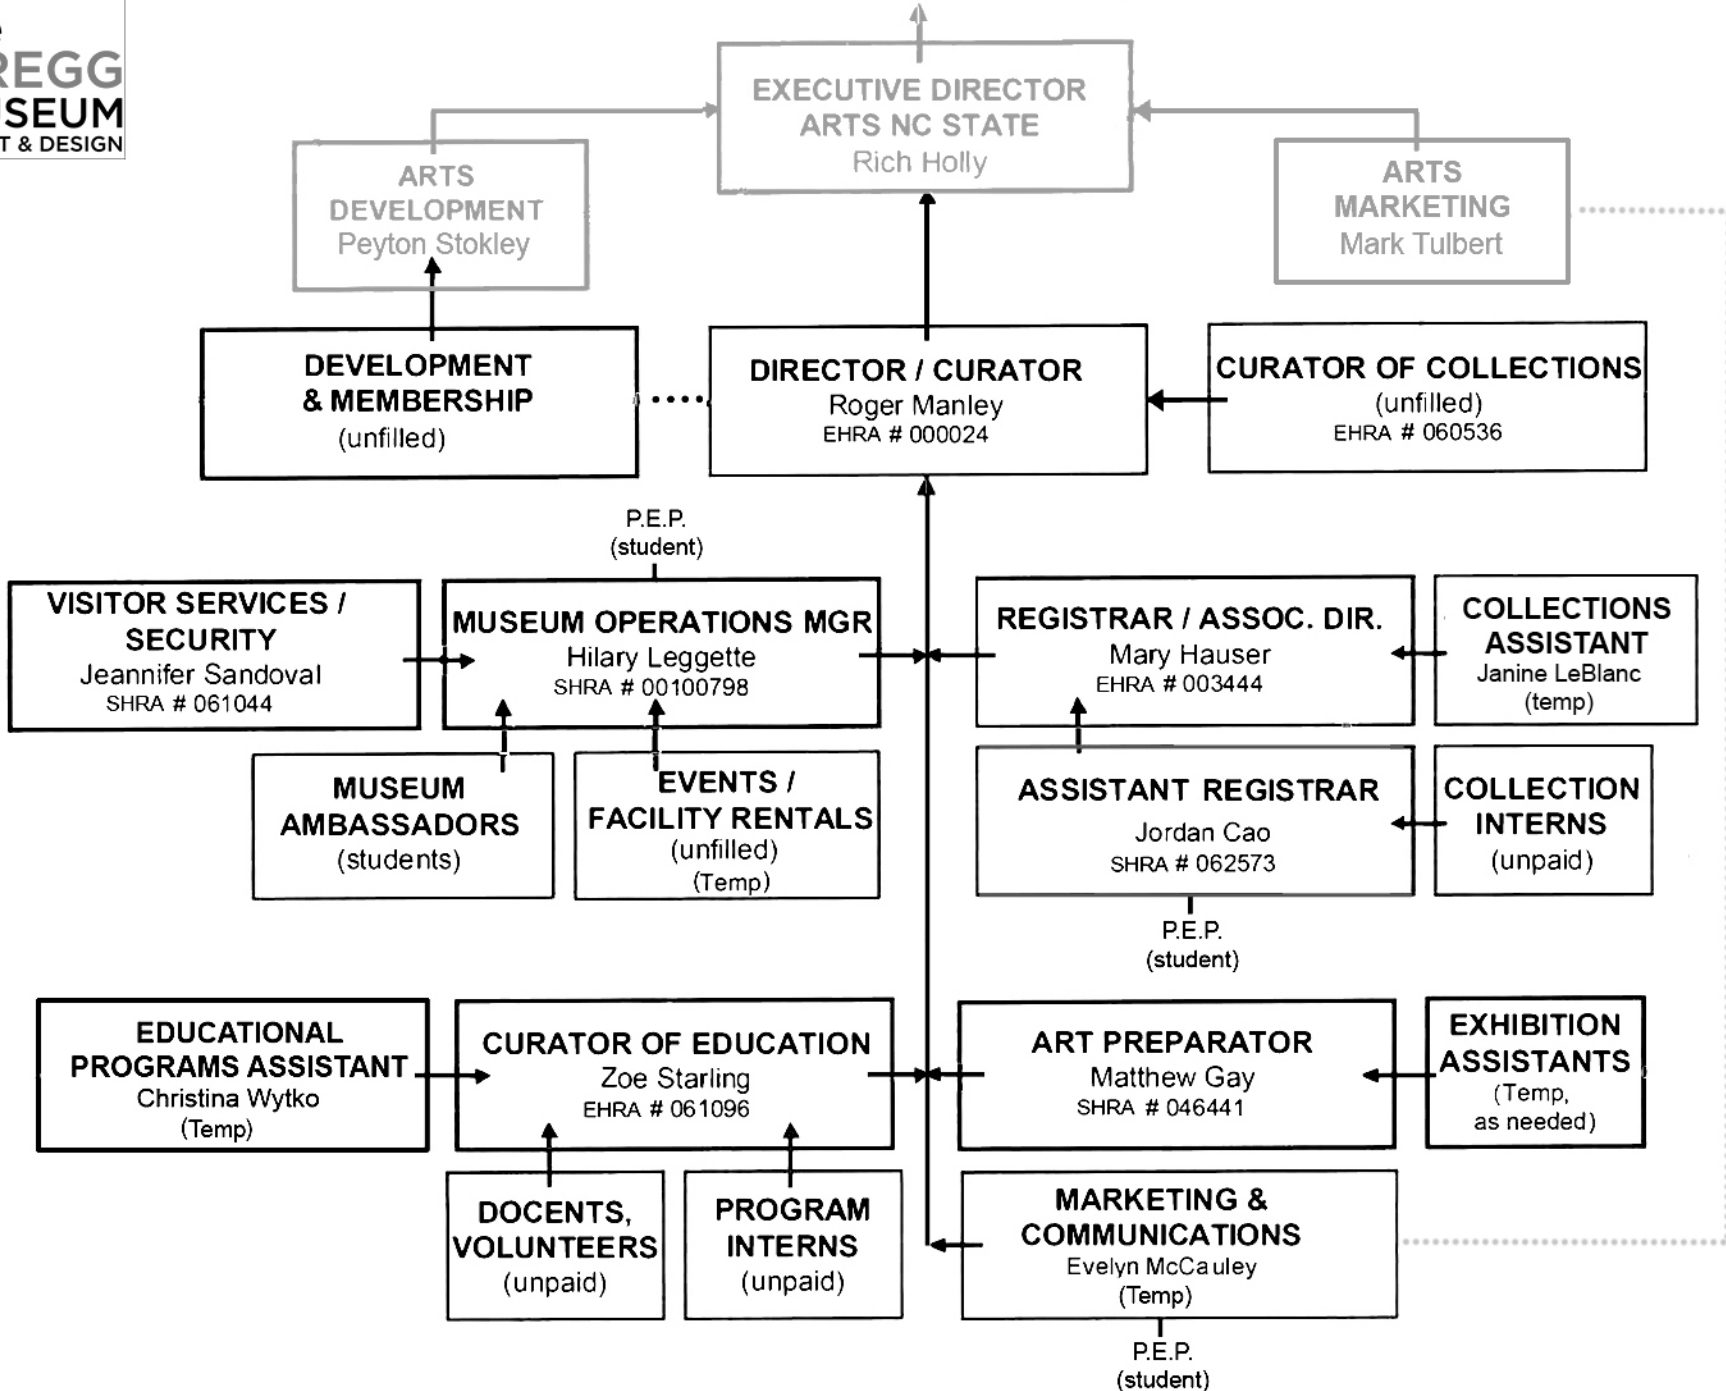 REGG
USEUM
T & DESIGN
EXECUTIVE DIRECTOR
ARTS NC STATE
Rich Holly
ARTS
DEVELOPMENT
Peyton Stokley
ARTS
MARKETING
Mark Tulbert
DEVELOPMENT
& MEMBERSHIP
(unfilled)
DIRECTOR / CURATOR
Roger Manley
EHRA # 000024
CURATOR OF COLLECTIONS
(unfilled)
EHRA # 060536
P.E.P.
(student)
VISITOR SERVICES /
SECURITY
Jeannifer Sandoval
SHRA # 061044
MUSEUM OPERATIONS MGR
Hilary Leggette
SHRA # 00100798
REGISTRAR / ASSOC. DIR.
Mary Hauser
EHRA # 003444
COLLECTIONS
ASSISTANT
Janine LeBlanc
(temp)
MUSEUM
AMBASSADORS
(students)
EVENTS /
FACILITY RENTALS
(unfilled)
(Temp)
ASSISTANT REGISTRAR
Jordan Cao
SHRA # 062573
COLLECTION
INTERNS
(unpaid)
P.E.P.
(student)
EDUCATIONAL
PROGRAMS ASSISTANT
Christina Wytko
(Temp)
CURATOR OF EDUCATION
Zoe Starling
EHRA # 061096
ART PREPARATOR
Matthew Gay
SHRA # 046441
EXHIBITION
ASSISTANTS
(Temp,
as needed)
DOCENTS,
VOLUNTEERS
(unpaid)
PROGRAM
INTERNS
(unpaid)
MARKETING &
COMMUNICATIONS
Evelyn McCauley
(Temp)
P.E.P.
(student)